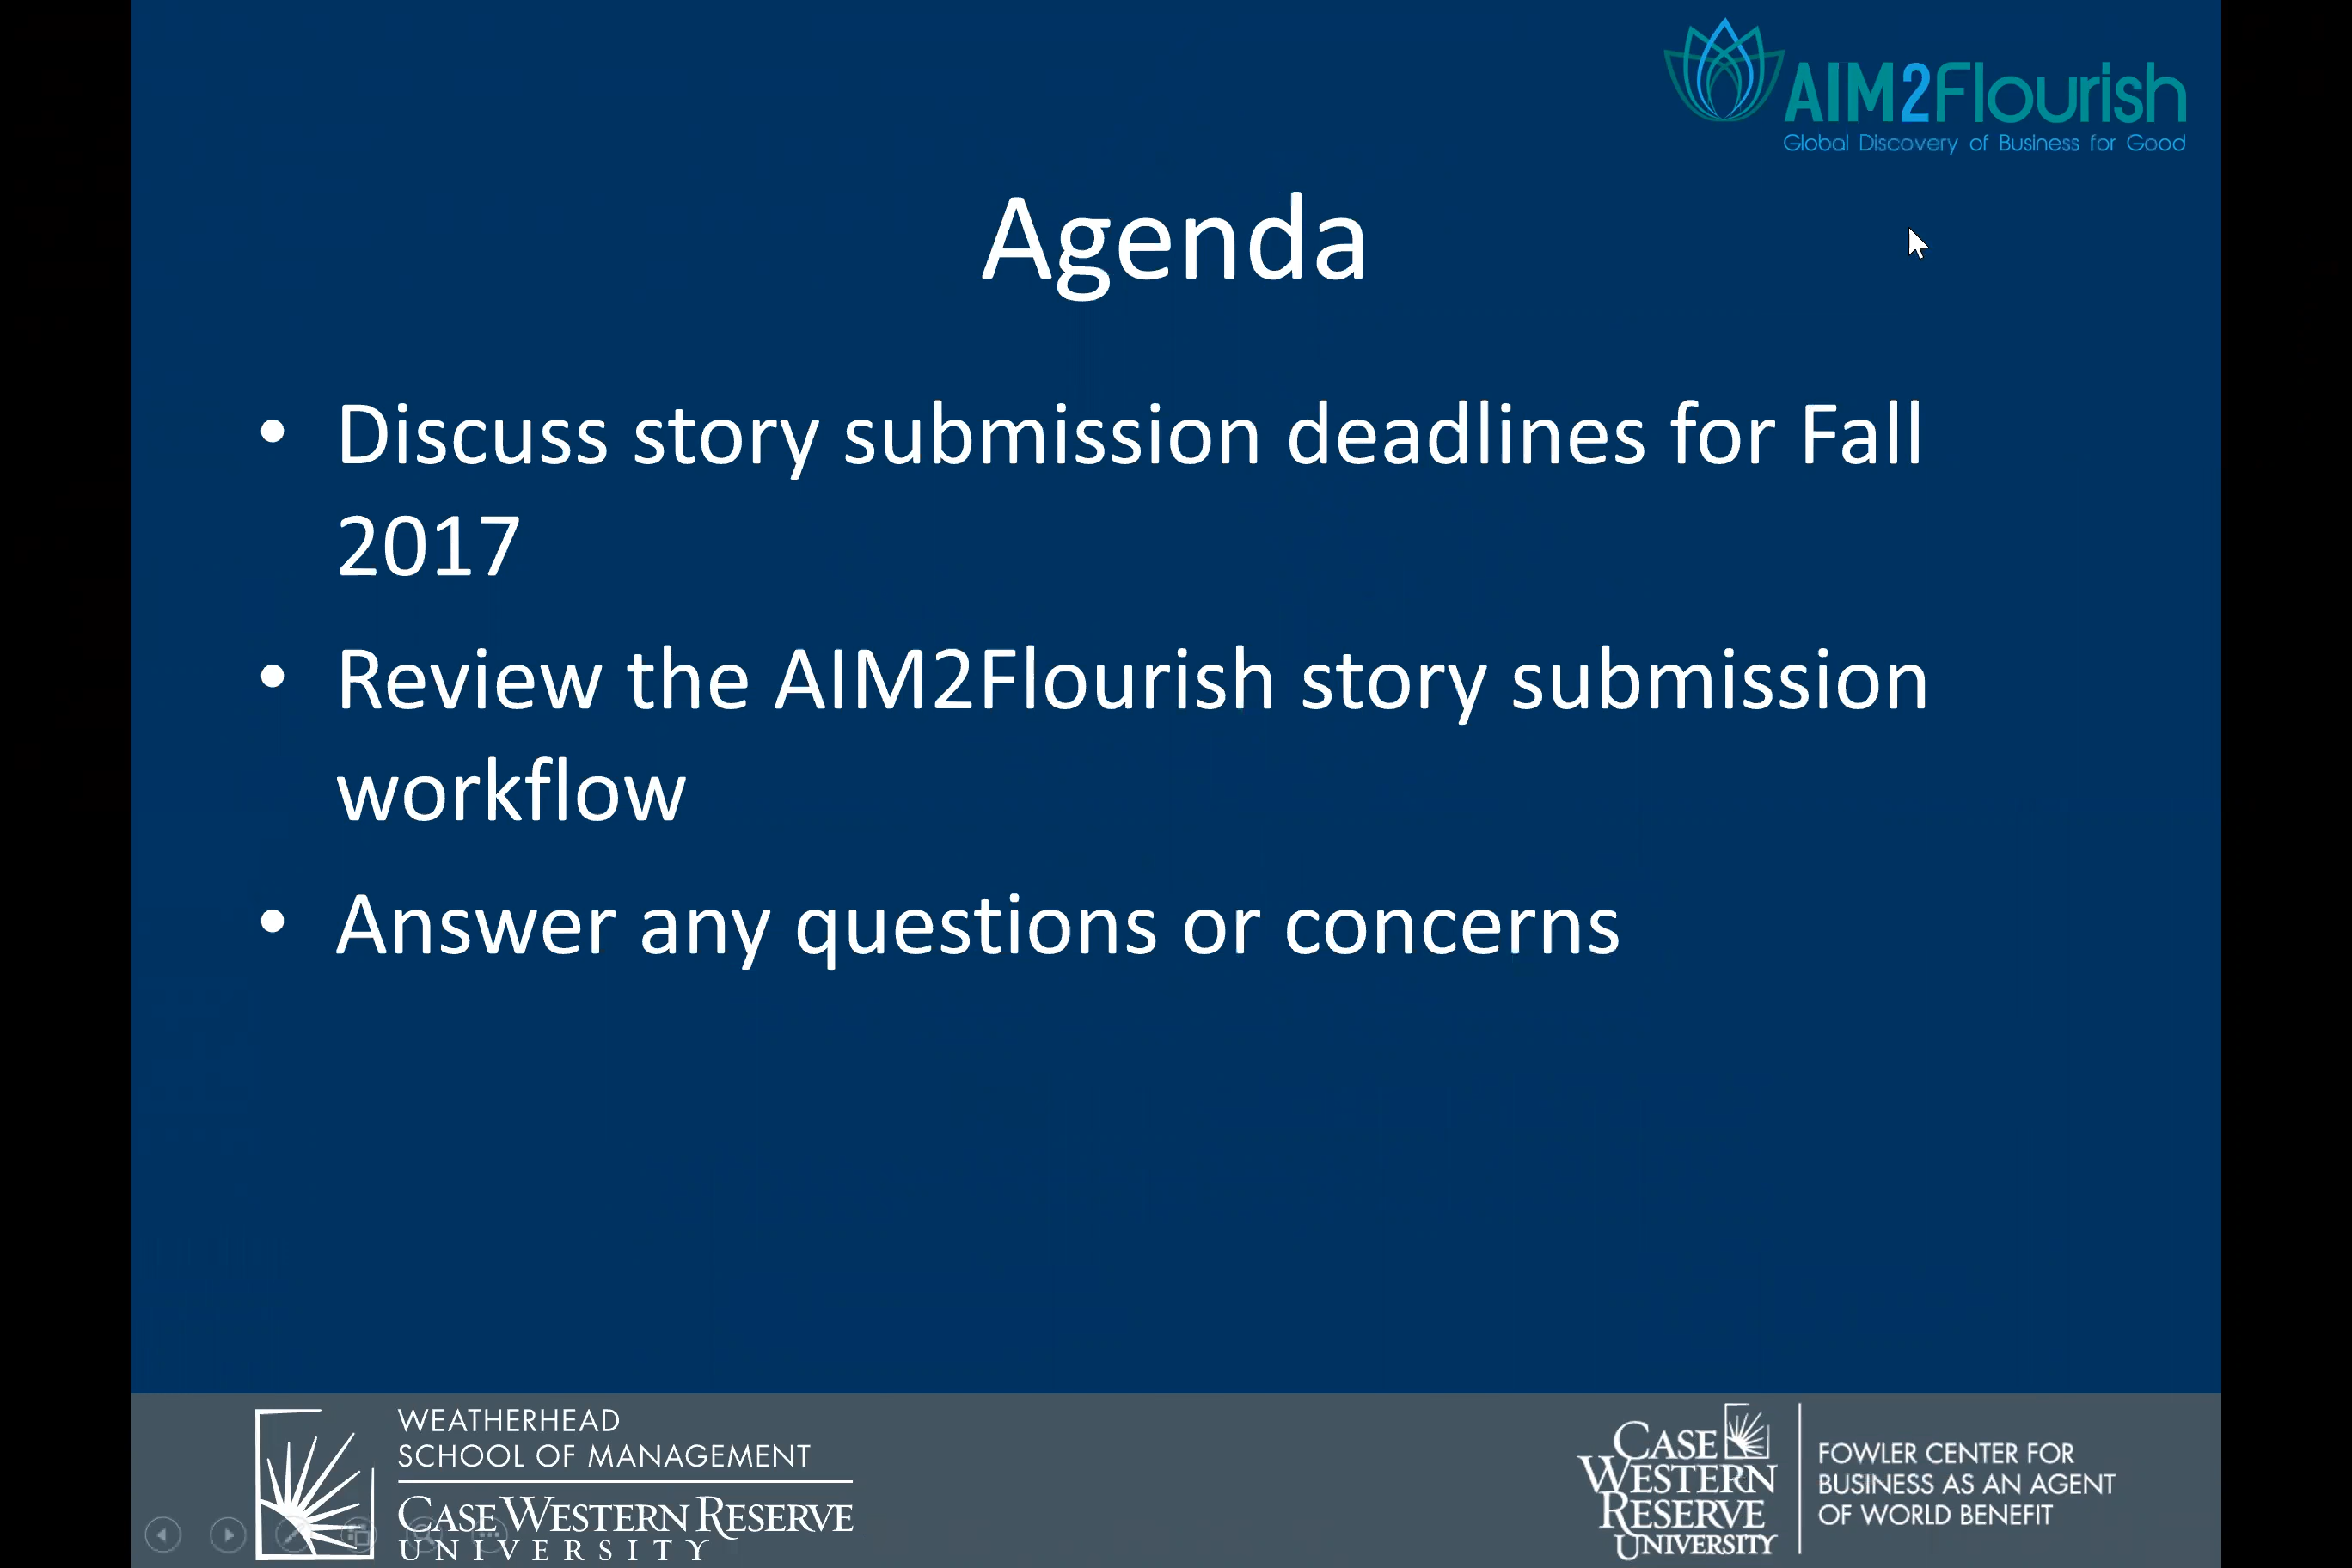 AIM2Flourish
Global Discovery of Business for Good
Agenda
• Discuss story submission deadlines for Fall
2017
• Review the AIM2Flourish story submission
workflow
• Answer any questions or concerns
WEATHERHEAD
SCHOOL OF MANAGEMENT
CASE WESTERN RESERVE
UNIVERSITY
CASE
WESTERN
RESERVE
UNIVERSITY
FOWLER CENTER FOR
BUSINESS AS AN AGENT
OF WORLD BENEFIT